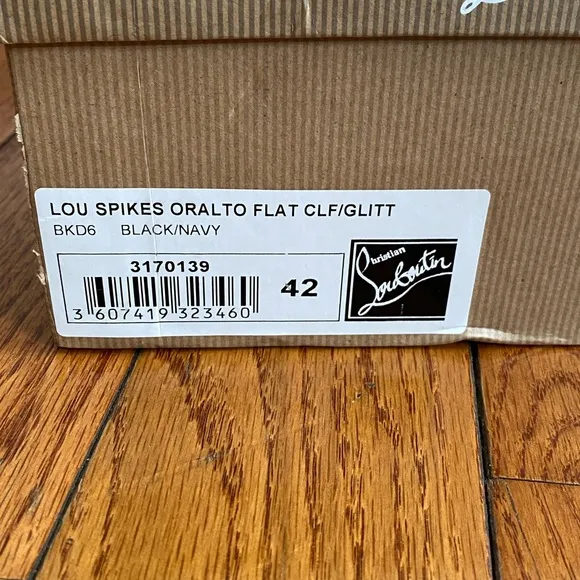 LOU SPIKES ORALTO FLAT CLF/GLITT
BKD6 BLACK/NAVY
3170139
3 607419 323460
42
Christian
Louboutin